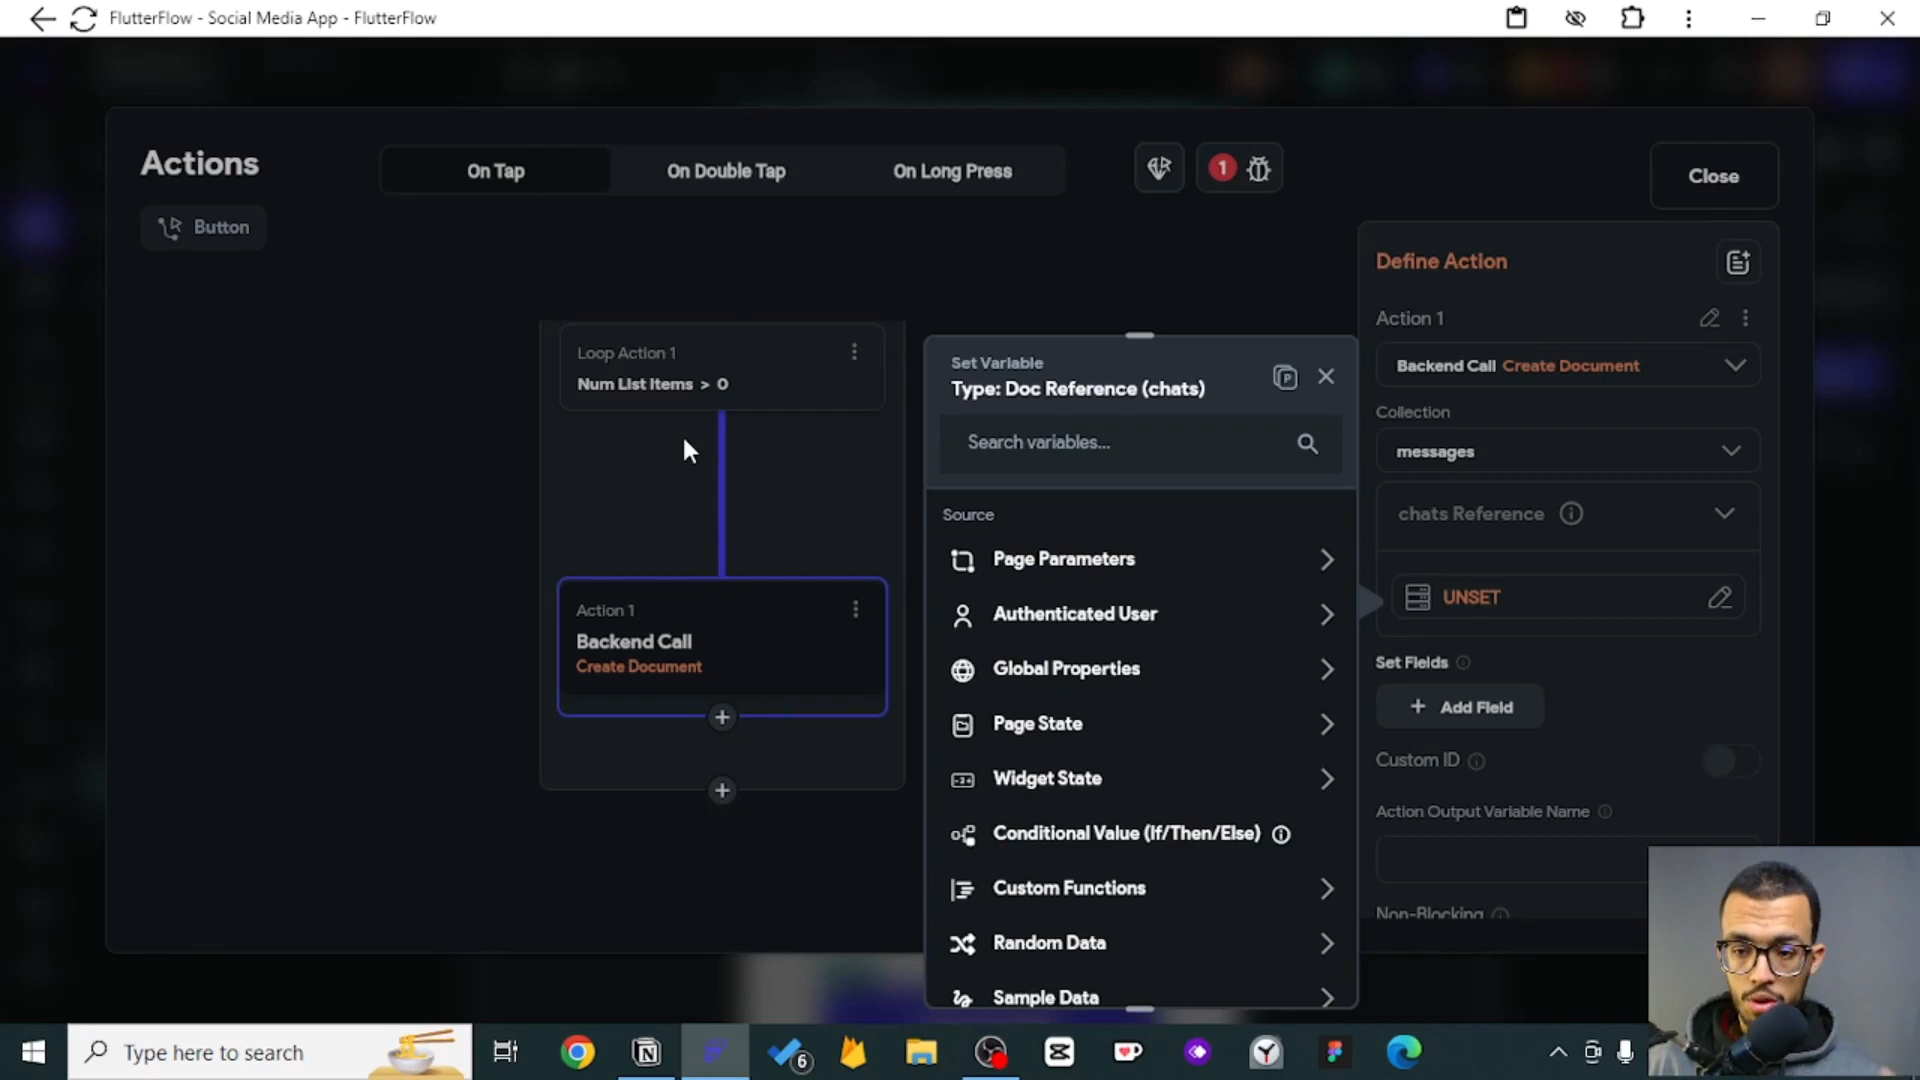 FlutterFlow - Social Media App - FlutterFlow
Actions
On Tap
On Double Tap
On Long Press
1
Close
Button
Define Action
Action 1
Backend Call Create Document
Collection
messages
chats Reference
UNSET
Set Fields
+ Add Field
Custom ID
Action Output Variable Name
Non-Blocking
Loop Action 1
Num List Items > 0
Action 1
Backend Call
Create Document
Set Variable
Type: Doc Reference (chats)
Search variables...
Source
Page Parameters
Authenticated User
Global Properties
Page State
Widget State
Conditional Value (If/Then/Else)
Custom Functions
Random Data
Sample Data
Type here to search
6